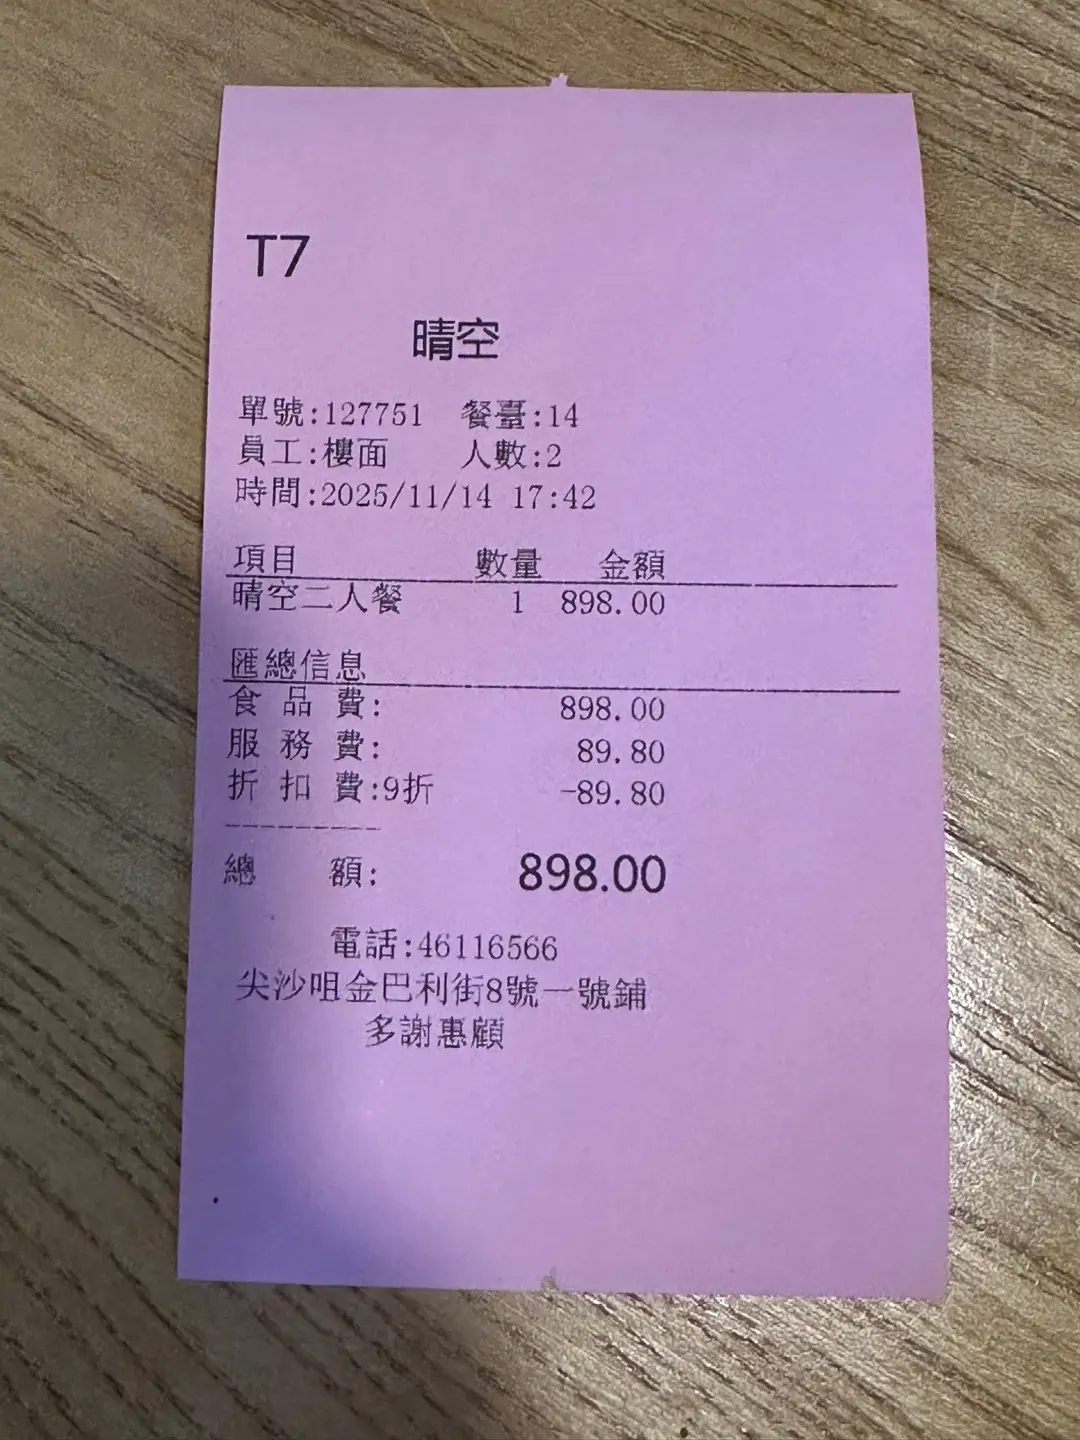 T7
晴空
單號:127751 餐臺:14
員工:樓面 人數:2
時間:2025/11/14 17:42
項目 數量 金額
晴空二人餐 1 898.00
匯總信息
食 品 費: 898.00
服 務 費: 89.80
折 扣 費:9折 -89.80
---------
總 額: 898.00
電話:46116566
尖沙咀金巴利街8號一號鋪
多謝惠顧